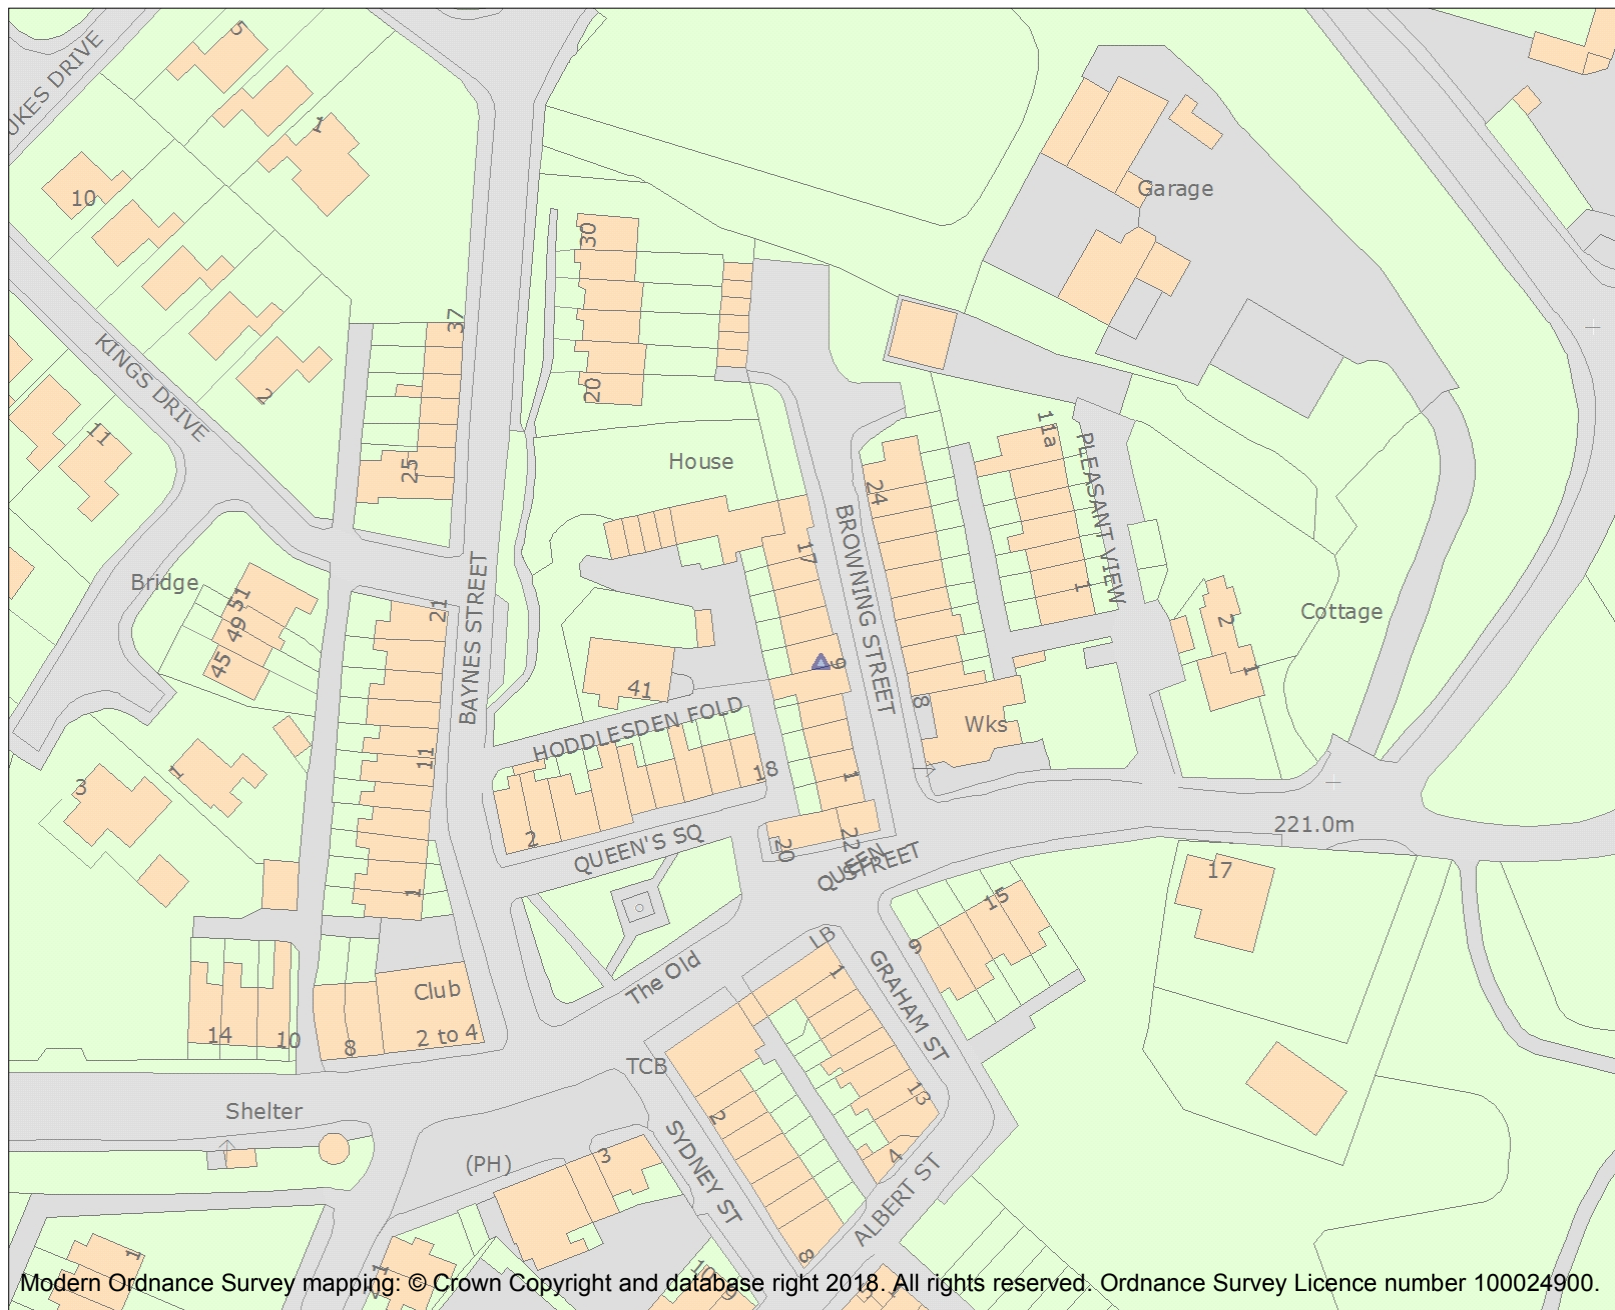 5
UKES DRIVE
1
10
Garage
30
37
20
KINGS DRIVE
2
11
25
House
11a
PLEASANT VIEW
24
BROWNING STREET
17
Bridge
51
49
45
21
BAYNES STREET
1
Cottage
2
1
9
41
8
HODDLESDEN FOLD
Wks
11
18
1
3
1
2
QUEEN'S SQ
20
22
QUEEN
STREET
221.0m
17
1
15
9
LB
The Old
1
GRAHAM ST
Club
2 to 4
14
10
8
TCB
13
Shelter
2
SYDNEY ST
(PH)
3
4
ALBERT ST
8
1
Modern Ordnance Survey mapping: © Crown Copyright and database right 2018. All rights reserved. Ordnance Survey Licence number 100024900.